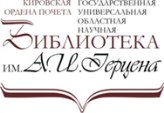 КИРОВСКАЯ ГОСУДАРСТВЕННАЯ
ОРДЕНА ПОЧЕТА УНИВЕРСАЛЬНАЯ
ОБЛАСТНАЯ
НАУЧНАЯ
БИБЛИОТЕКА
ИМ. А.И.Герцена